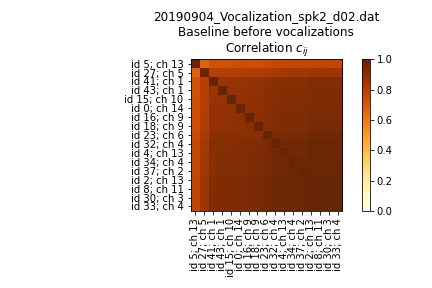 20190904_Vocalization_spk2_d02.dat
Baseline before vocalizations
Correlation cij
id 5; ch 13
id 27; ch 5
id 41; ch 1
id 43; ch 1
id 15; ch 10
id 0; ch 14
id 16; ch 9
id 18; ch 9
id 23; ch 6
id 32; ch 4
id 4; ch 13
id 34; ch 4
id 37; ch 2
id 2; ch 13
id 8; ch 11
id 30; ch 3
id 33; ch 4
id 5; ch 13
id 27; ch 5
id 41; ch 1
id 43; ch 1
id 15; ch 10
id 0; ch 14
id 16; ch 9
id 18; ch 9
id 23; ch 6
id 32; ch 4
id 4; ch 13
id 34; ch 4
id 37; ch 2
id 2; ch 13
id 8; ch 11
id 30; ch 3
id 33; ch 4
1.0
0.8
0.6
0.4
0.2
0.0